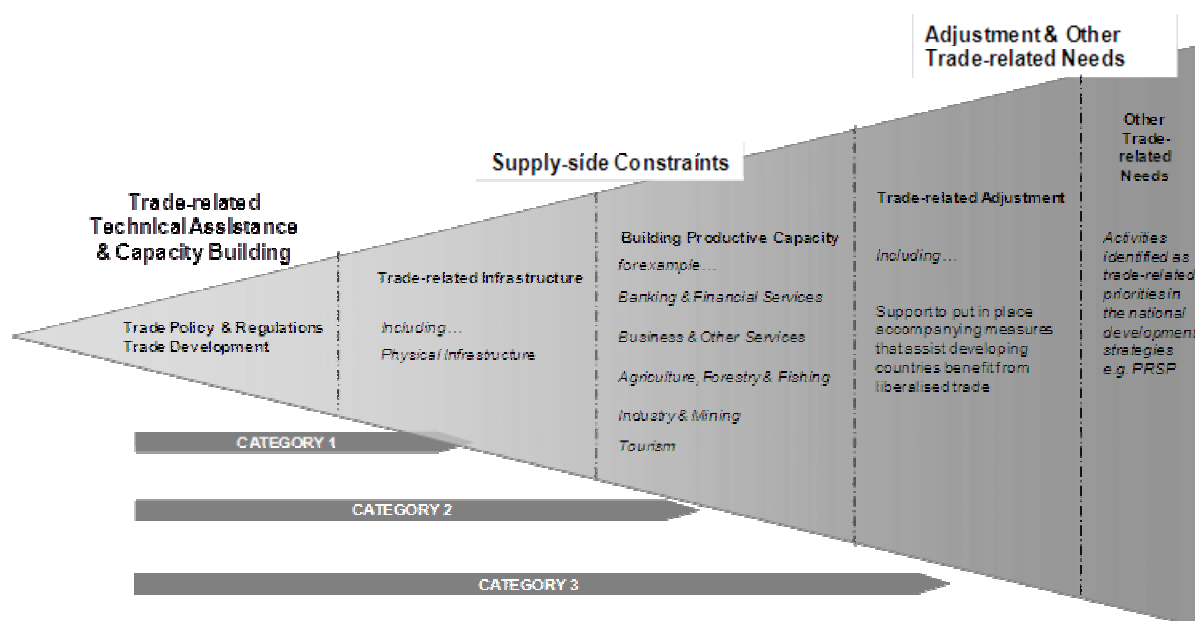 Adjustment & Other
Trade-related Needs
Supply-side Constraints
Trade-related
Technical Assistance
& Capacity Building
Trade Policy & Regulations
Trade Development
Trade-related Infrastructure
Including…
Physical Infrastructure
Building Productive Capacity
for example…
Banking & Financial Services
Business & Other Services
Agriculture, Forestry & Fishing
Industry & Mining
Tourism
Trade-related Adjustment
Including…
Support to put in place
accompanying measures
that assist developing
countries benefit from
liberalised trade
Other
Trade-
related
Needs
Activities
identified as
trade-related
priorities in
the national
development
strategies
e.g. PRSP
CATEGORY 1
CATEGORY 2
CATEGORY 3